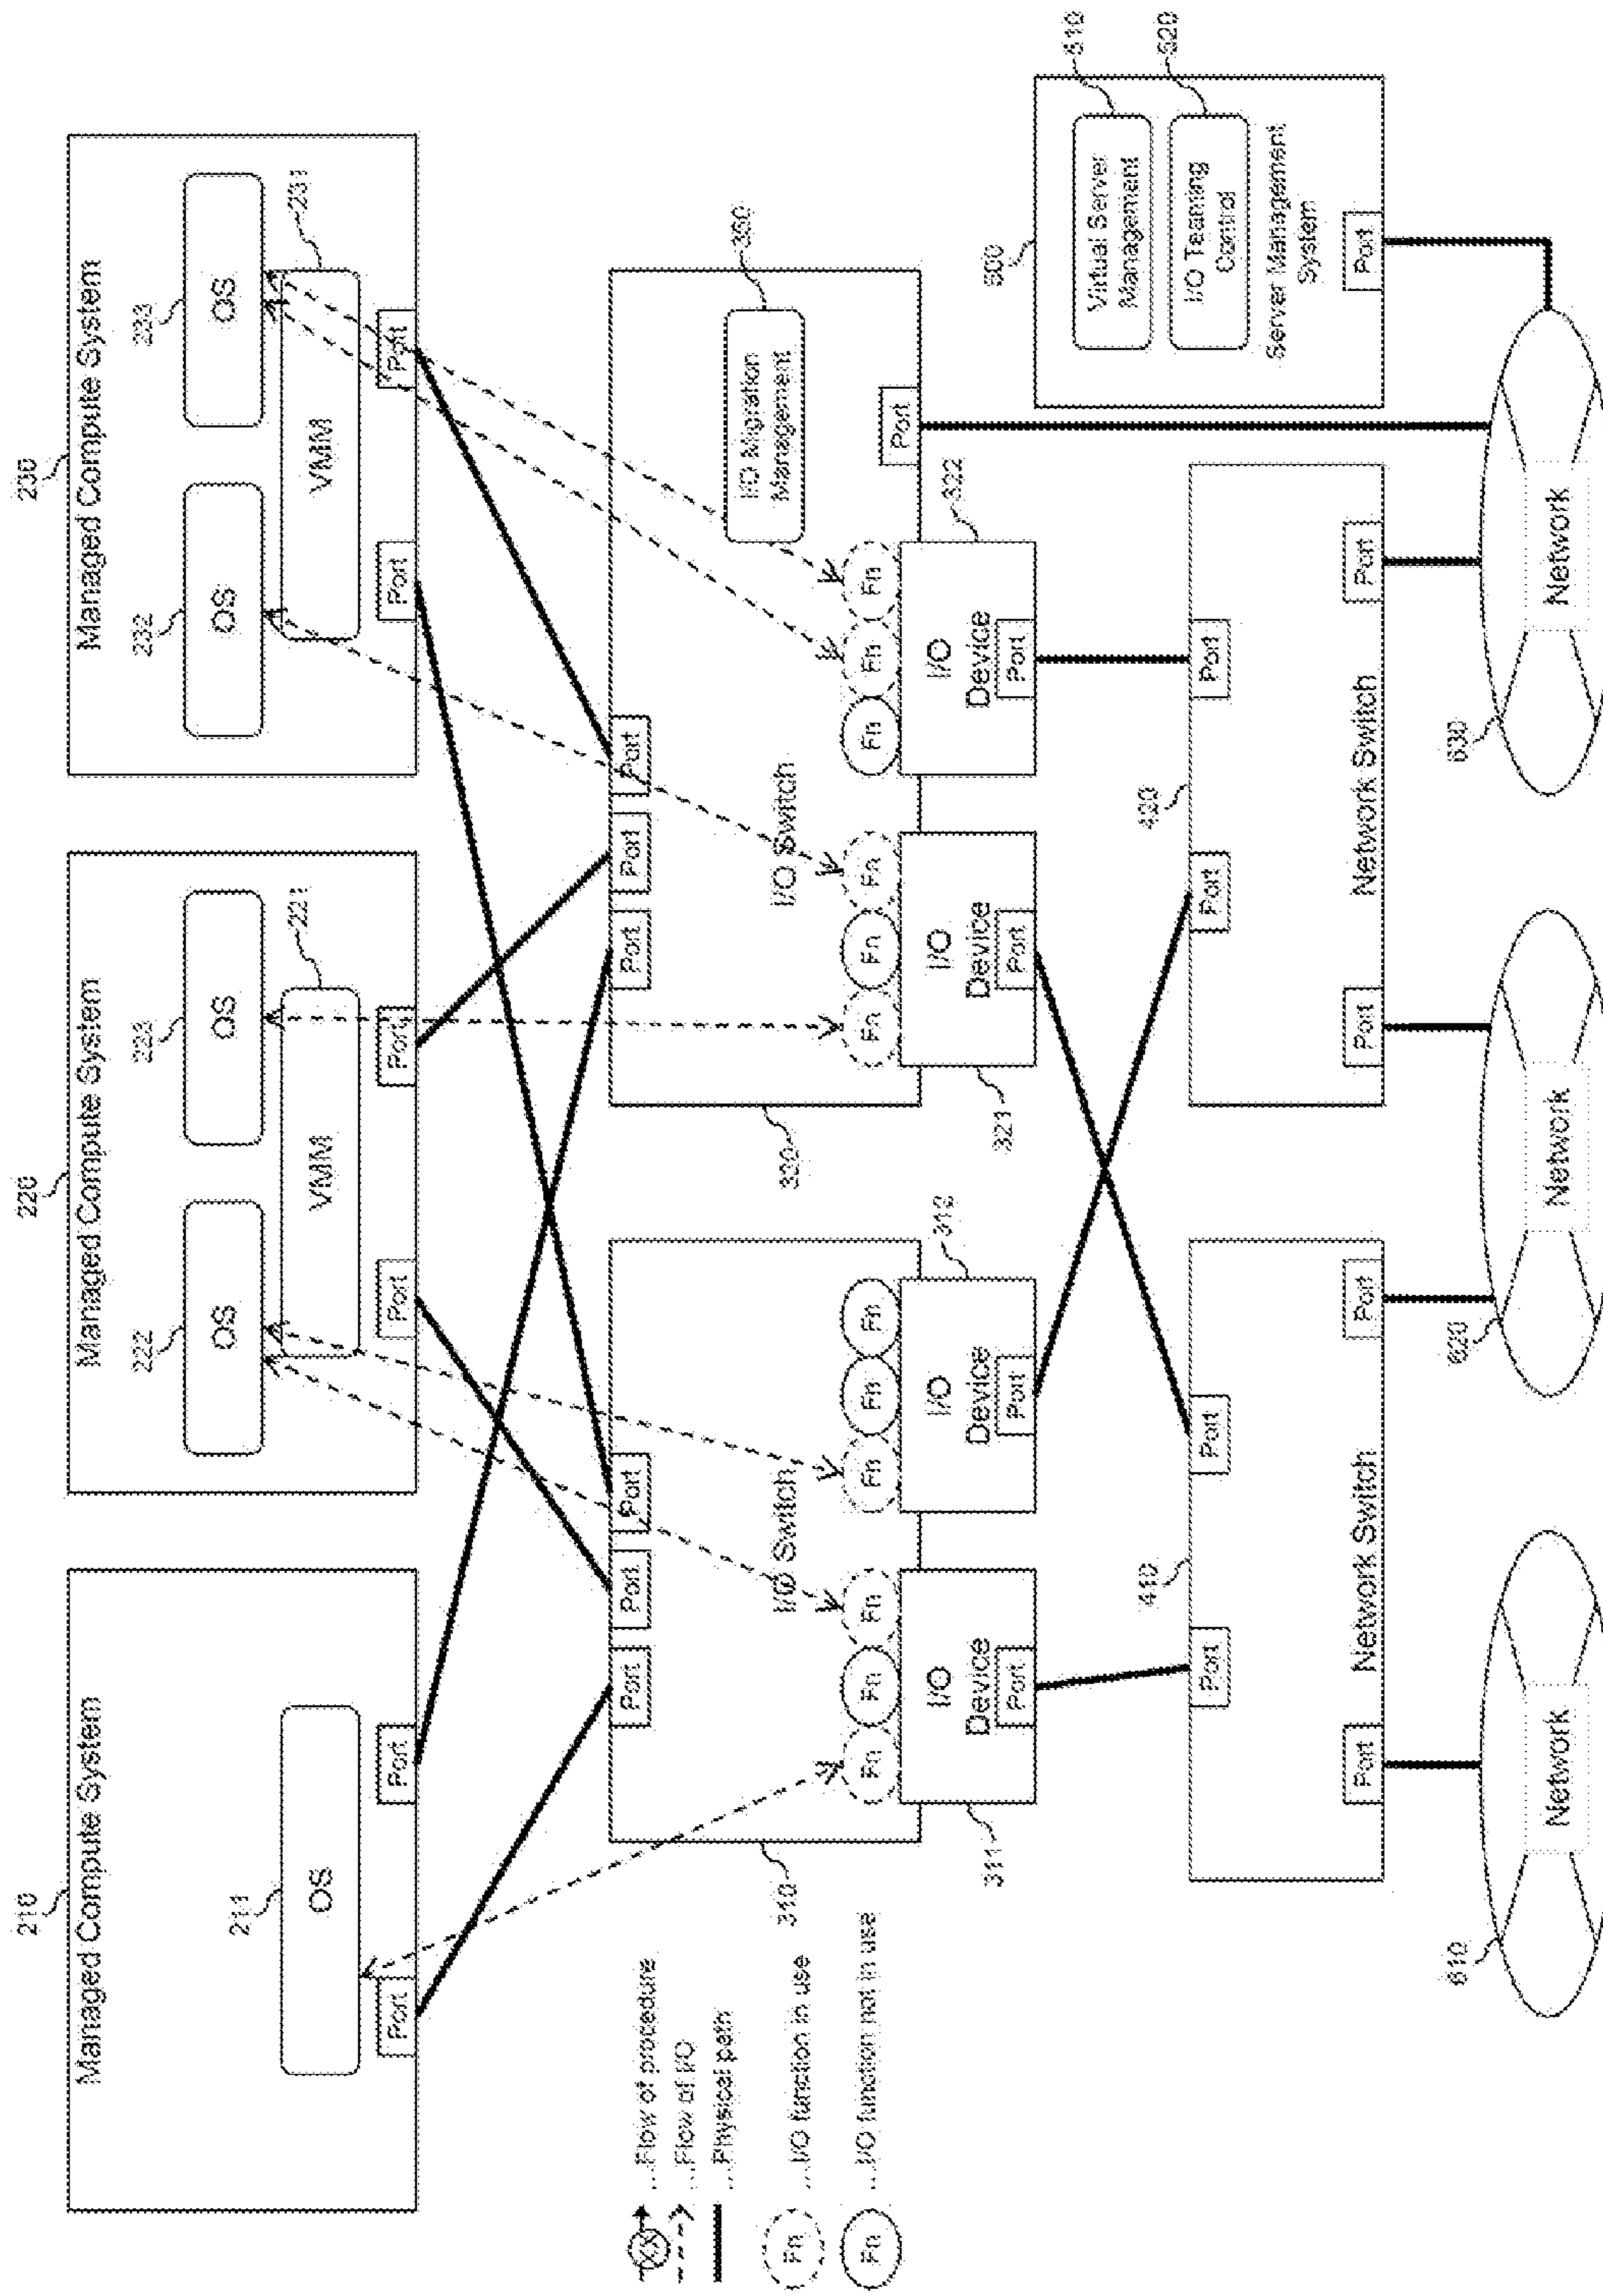 210
Managed Compute System
211
OS
Port
Port
220
Managed Compute System
222
OS
223
OS
221
VMM
Port
Port
230
Managed Compute System
232
OS
233
OS
231
VMM
Port
Port
...Flow of procedure
...Flow of I/O
...Physical path
Fn
...I/O function in use
Fn
...I/O function not in use
XX
310
Port
Port
Port
I/O Switch
Fn
Fn
Fn
Fn
Fn
Fn
311
I/O
Device
Port
312
I/O
Device
Port
320
Port
Port
Port
I/O Switch
350
I/O Migration
Management
Fn
Fn
Fn
Fn
Fn
Fn
321
I/O
Device
Port
322
I/O
Device
Port
Port
500
510
Virtual Server
Management
520
I/O Teaming
Control
Server Management
System
Port
410
Port
Port
Network Switch
Port
Port
Port
Port
Network Switch
Port
Port
610
Network
620
Network
630
Network